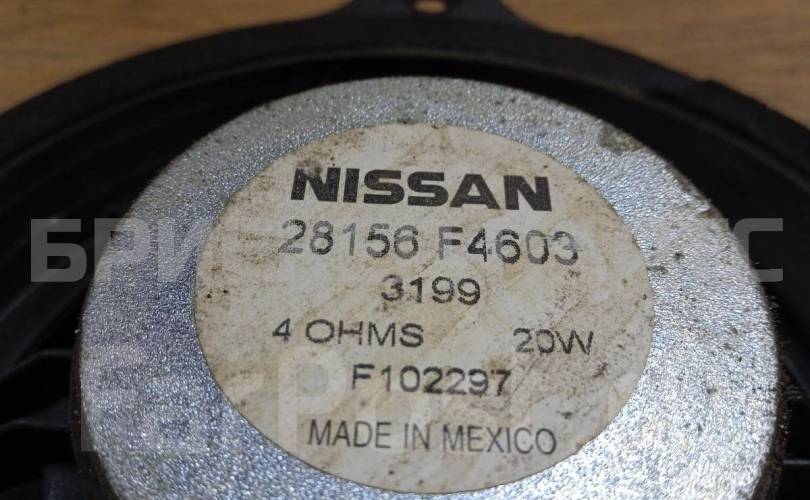 NISSAN
28156 F4603
3199
4 OHMS 20W
F102297
MADE IN MEXICO